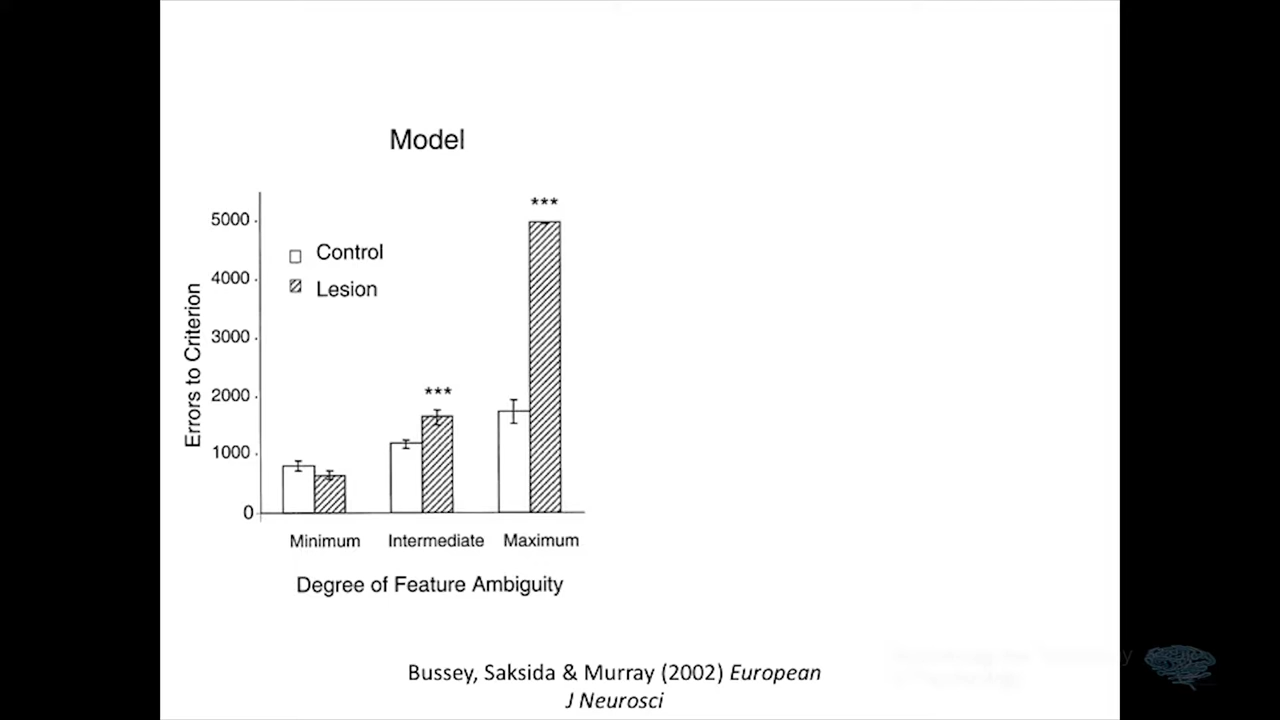 Model
***
5000
Control
4000
Lesion
3000
Errors to Criterion
***
2000
1000
0
Minimum Intermediate Maximum
Degree of Feature Ambiguity
Bussey, Saksida & Murray (2002) European
J Neurosci